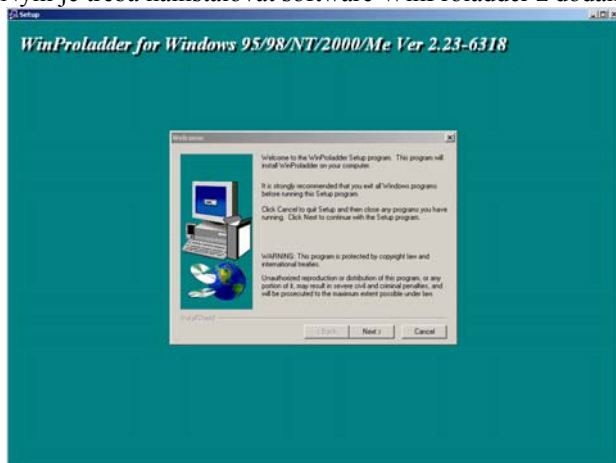 je třeba nainstalovat software WinProladder z
Setup
WinProladder for Windows 95/98/NT/2000/Me Ver 2.23-6318
Welcome
Welcome to the WinProladder Setup program. This program will
install WinProladder on your computer.
It is strongly recommended that you exit all Windows programs
before running this Setup program.
Click Cancel to quit Setup and then close any programs you have
running. Click Next to continue with the Setup program.
WARNING: This program is protected by copyright law and
international treaties.
Unauthorized reproduction or distribution of this program, or any
portion of it, may result in severe civil and criminal penalties, and
will be prosecuted to the maximum extent possible under law.
InstallShield
< Back Next > Cancel